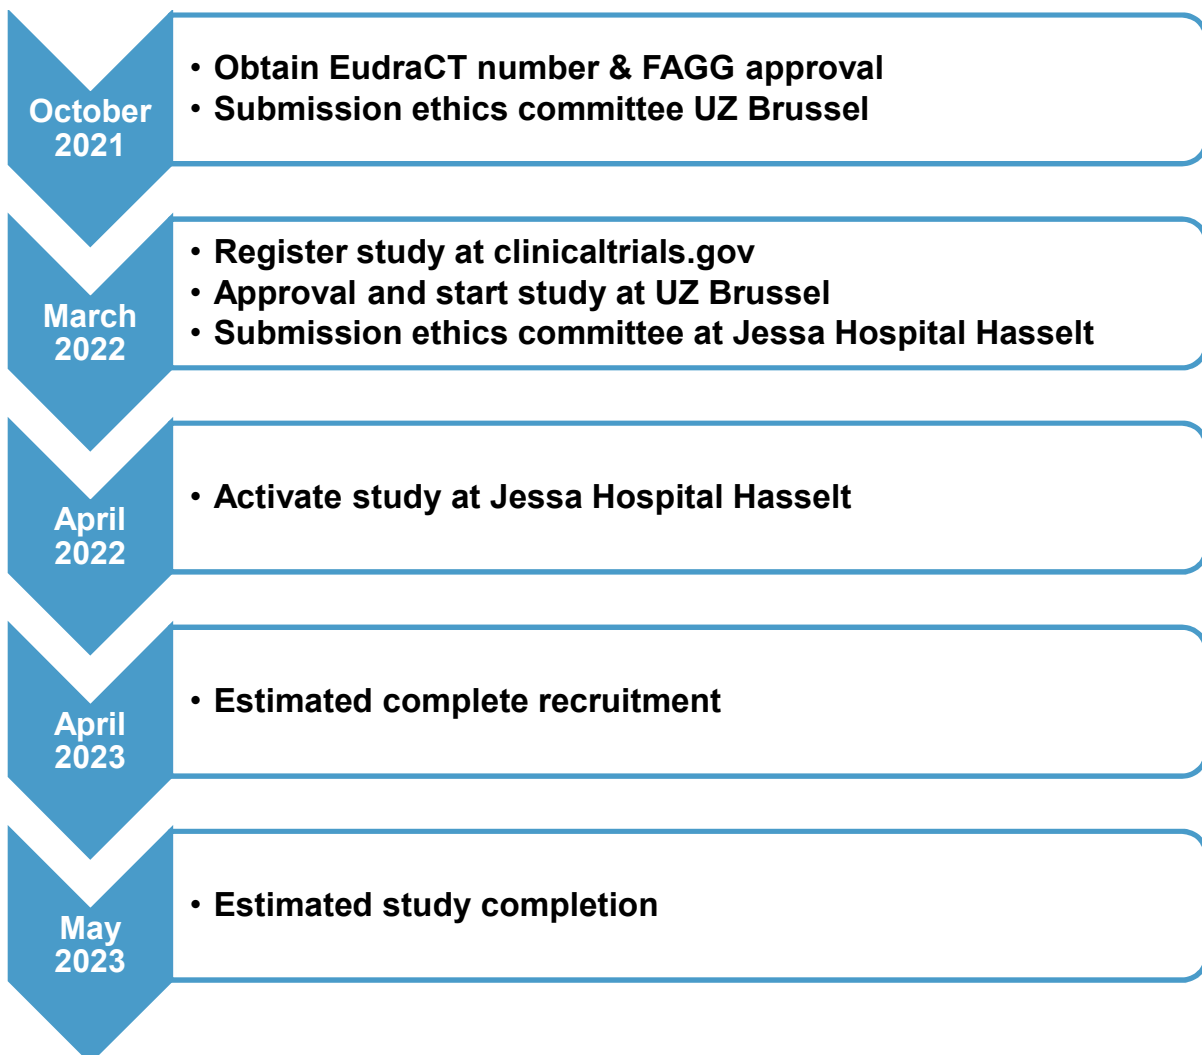 October
2021
• Obtain EudraCT number & FAGG approval
• Submission ethics committee UZ Brussel
March
2022
• Register study at clinicaltrials.gov
• Approval and start study at UZ Brussel
• Submission ethics committee at Jessa Hospital Hasselt
April
2022
• Activate study at Jessa Hospital Hasselt
April
2023
• Estimated complete recruitment
May
2023
• Estimated study completion